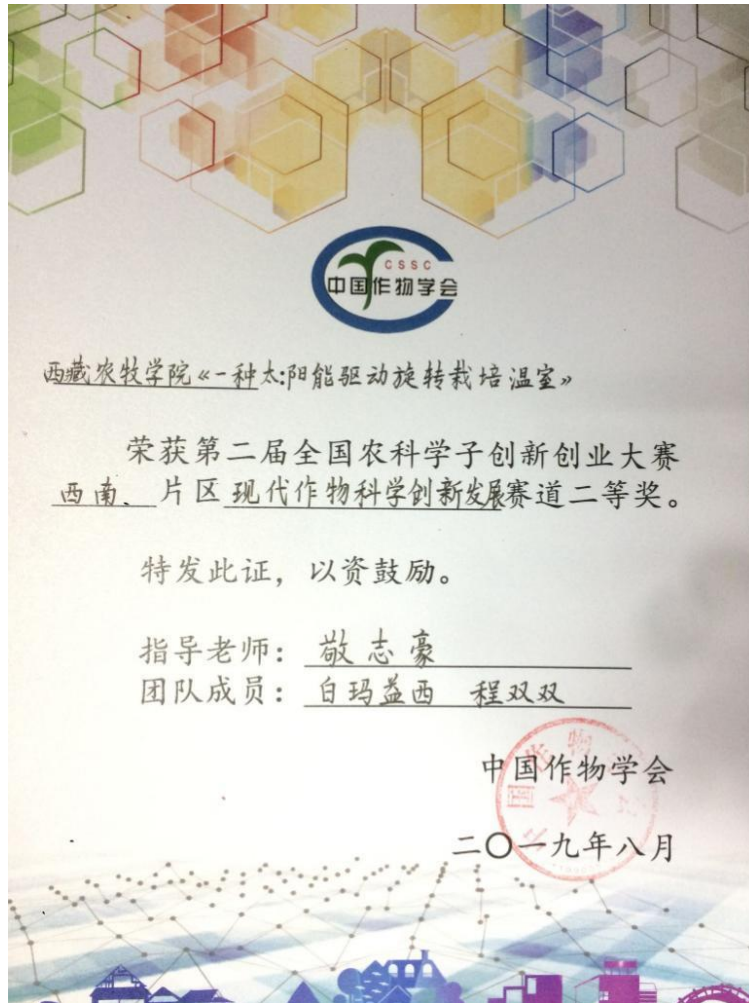 CSSC
中国作物学会
西藏农牧学院《一种太阳能驱动旋转栽培温室》
荣获第二届全国农科学子创新创业大赛
西南、片区现代作物科学创新发展赛道二等奖。
特发此证，以资鼓励。
指导老师：敬志豪
团队成员：白玛益西 程双双
中国作物学会
二〇一九年八月